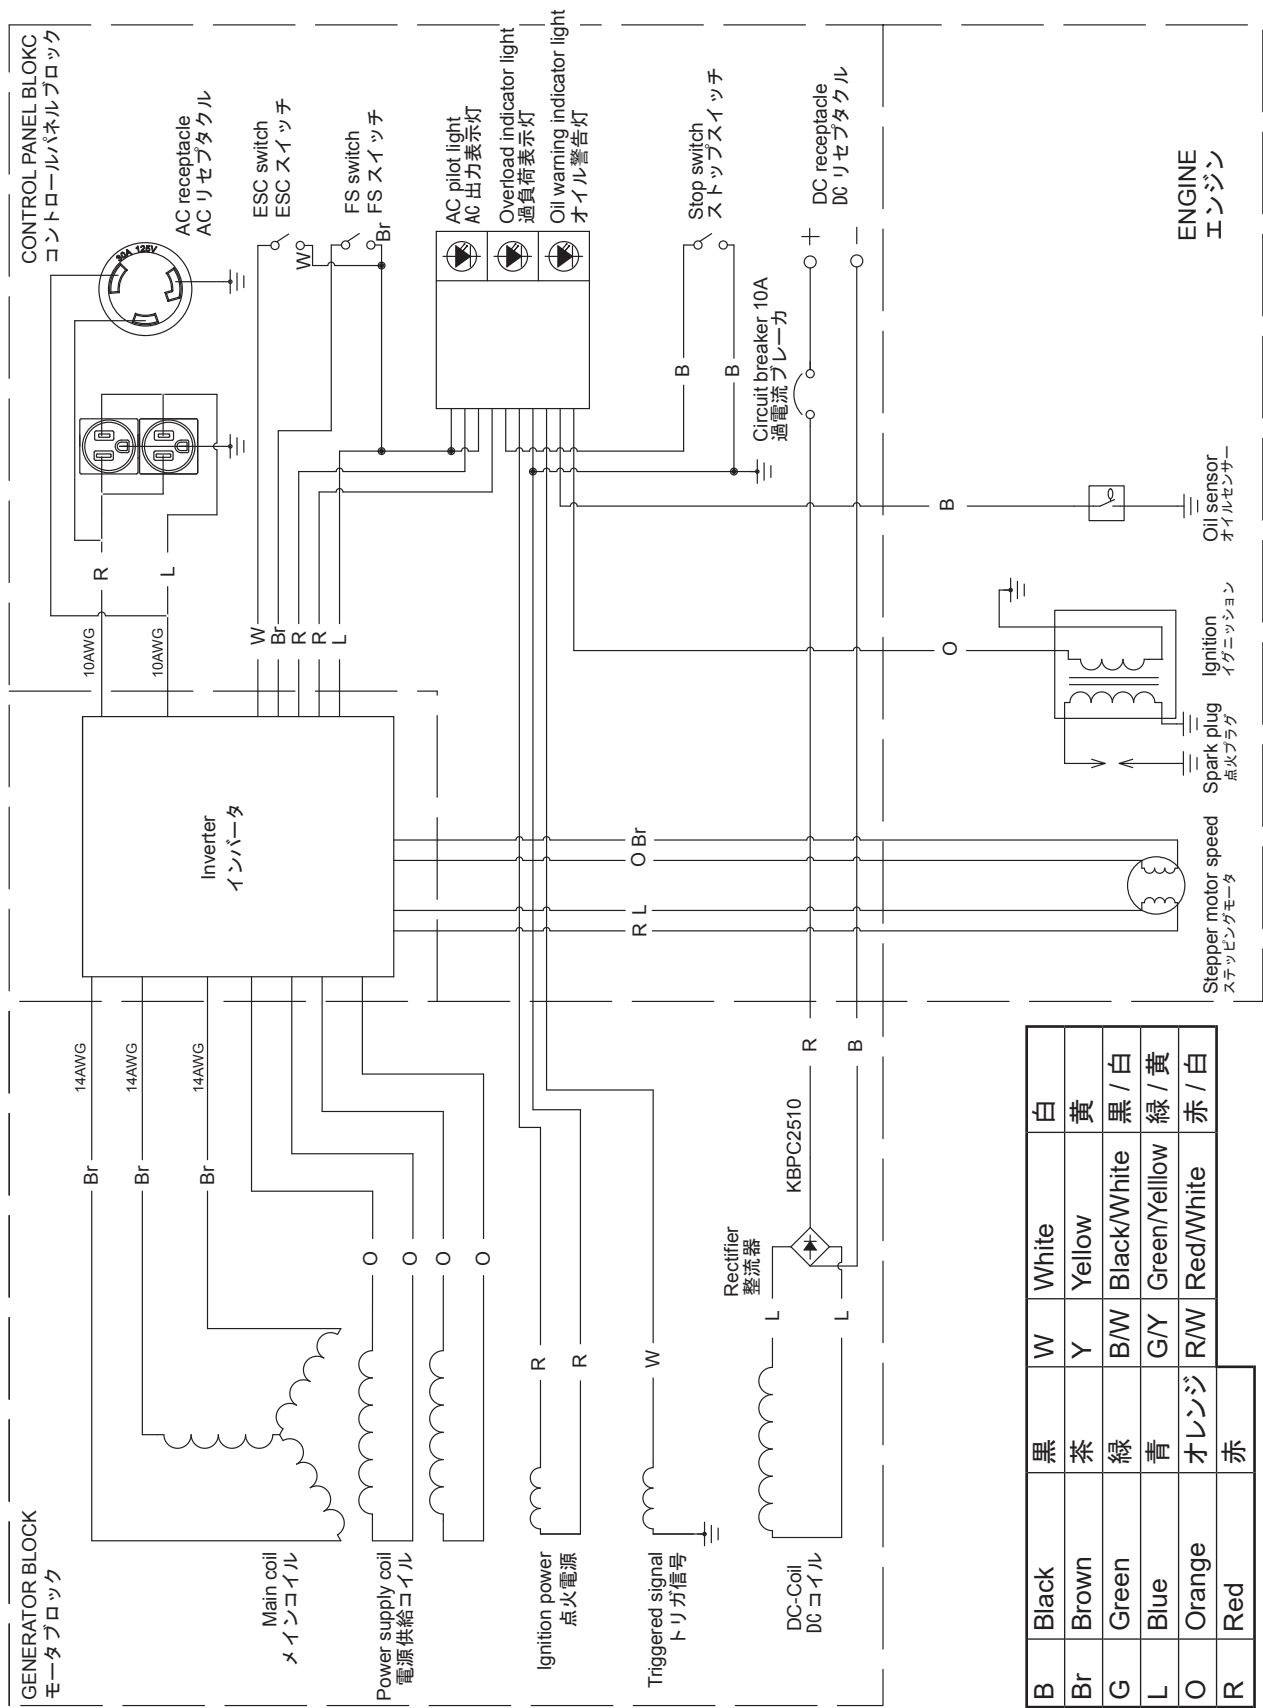 GENERATOR BLOCK
モータブロック
CONTROL PANEL BLOKC
コントロールパネルブロック
AC receptacle
AC リセプタクル
30A 125V
ESC switch
ESC スイッチ
FS switch
FS スイッチ
W
Br
AC pilot light
AC 出力表示灯
Overload indicator light
過負荷表示灯
Oil warning indicator light
オイル警告灯
Stop switch
ストップスイッチ
B
B
DC receptacle
DC リセプタクル
+
−
Circuit breaker 10A
過電流ブレーカ
ENGINE
エンジン
R
L
10AWG
10AWG
W
Br
R
R
L
B
O
Oil sensor
オイルセンサー
Ignition
イグニッション
Spark plug
点火プラグ
Stepper motor speed
ステッピングモータ
Inverter
インバータ
O Br
R L
14AWG
14AWG
14AWG
Br
Br
Br
O
O
O
O
R
R
W
R
B
KBPC2510
Rectifier
整流器
L
L
Main coil
メインコイル
Power supply coil
電源供給コイル
Ignition power
点火電源
Triggered signal
トリガ信号
DC-Coil
DC コイル
B Black 黒 W White 白
Br Brown 茶 Y Yellow 黄
G Green 緑 B/W Black/White 黒 / 白
L Blue 青 G/Y Green/Yelllow 緑 / 黄
O Orange オレンジ R/W Red/White 赤 / 白
R Red 赤